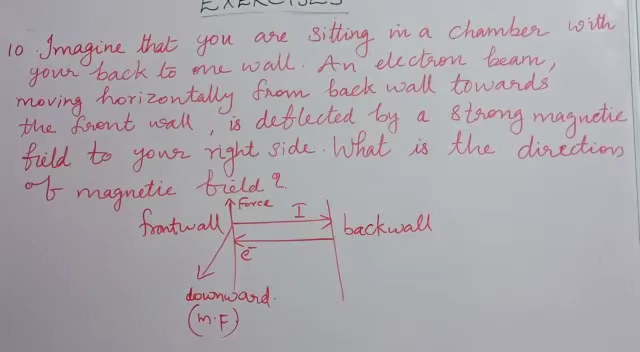 EXERCISES
10. Imagine that you are sitting in a chamber with
your back to one wall. An electron beam,
moving horizontally from back wall towards
the front wall, is deflected by a strong magnetic
field to your right side. What is the direction
of magnetic field?
Force
frontwall I backwall
e-
downward.
(M.F)